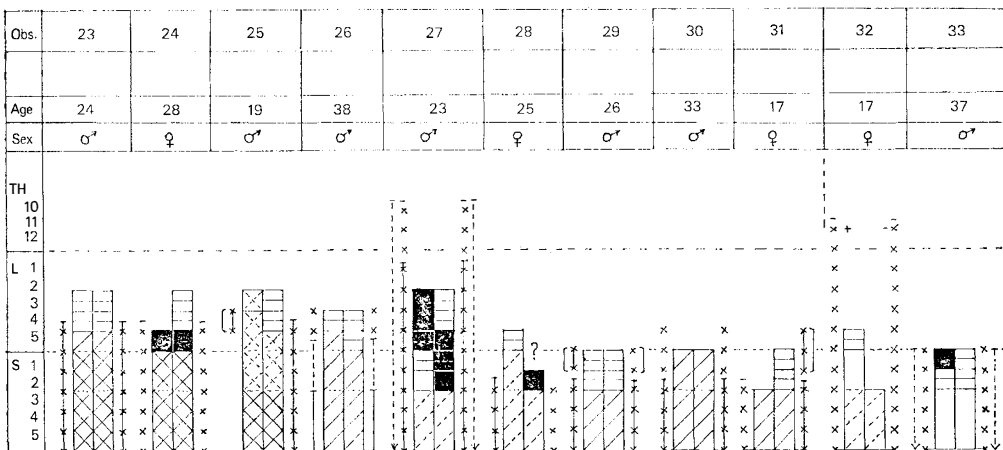 Obs. 23 24 25 26 27 28 29 30 31 32 33
Age 24 28 19 38 23 25 26 33 17 17 37
Sex ♂ ♀ ♂ ♂ ♂ ♀ ♂ ♂ ♀ ♀ ♂
TH
10
11
12
L 1
2
3
4
5
?
S 1
2
3
4
5